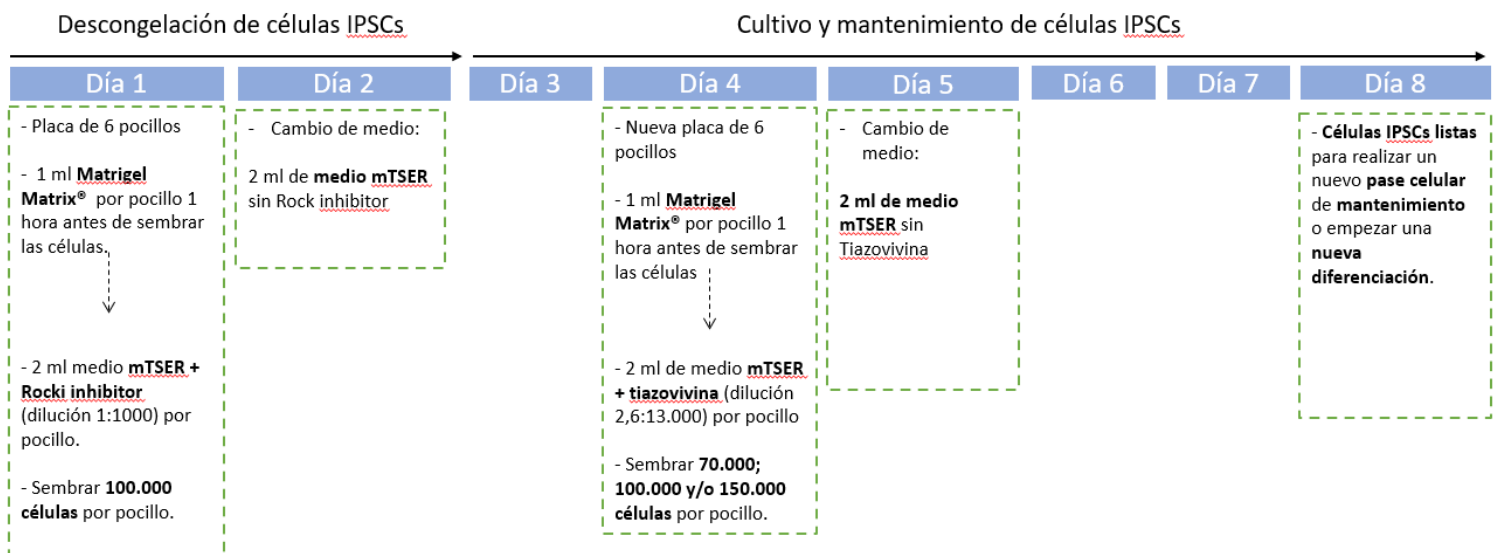 Descongelación de células IPSCs
Cultivo y mantenimiento de células IPSCs
Día 1
Día 2
Día 3
Día 4
Día 5
Día 6
Día 7
Día 8
- Placa de 6 pocillos
- 1 ml Matrigel
Matrix® por pocillo 1
hora antes de sembrar
las células.
- 2 ml medio mTSER +
Rocki inhibitor
(dilución 1:1000) por
pocillo.
- Sembrar 100.000
células por pocillo.
- Cambio de medio:
2 ml de medio mTSER
sin Rock inhibitor
- Nueva placa de 6
pocillos
- 1 ml Matrigel
Matrix® por pocillo 1
hora antes de sembrar
las células
- 2 ml de medio mTSER
+ tiazovivina (dilución
2,6:13.000) por pocillo
- Sembrar 70.000;
100.000 y/o 150.000
células por pocillo.
- Cambio de
medio:
2 ml de medio
mTSER sin
Tiazovivina
- Células IPSCs listas
para realizar un
nuevo pase celular
de mantenimiento
o empezar una
nueva
diferenciación.